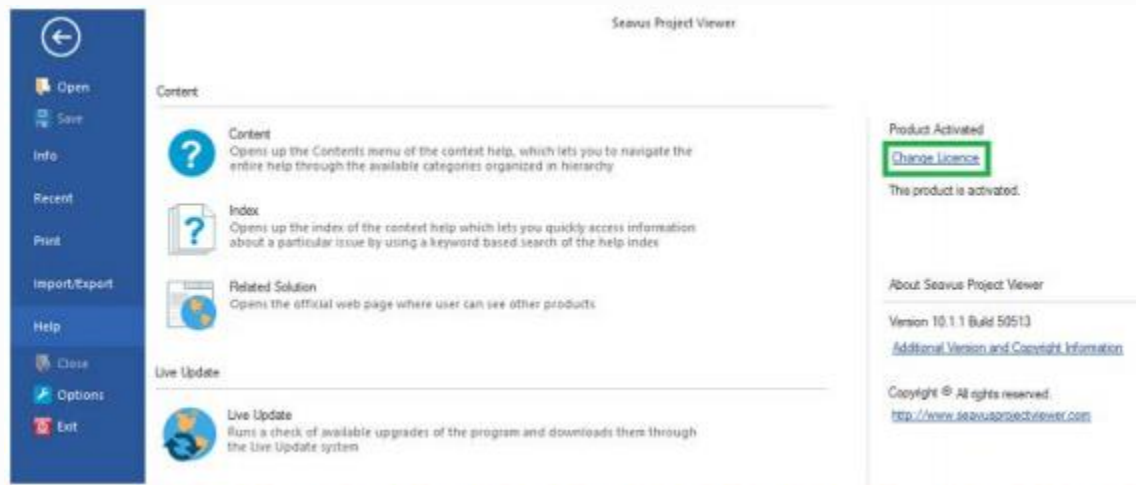 Seavus Project Viewer
Open
Save
Info
Recent
Print
Import/Export
Help
Close
Options
Exit
Content
Content
Opens up the Contents menu of the context help, which lets you to navigate the
entire help through the available categories organized in hierarchy
Index
Opens up the index of the context help which lets you quickly access information
about a particular issue by using a keyword based search of the help index
Related Solution
Opens the official web page where user can see other products
Live Update
Live Update
Runs a check of available upgrades of the program and downloads them through
the Live Update system
Product Activated
Change Licence
This product is activated.
About Seavus Project Viewer
Version 10.1.1 Build 50513
Additional Version and Copyright Information
Copyright © All rights reserved.
http://www.seavusprojectviewer.com